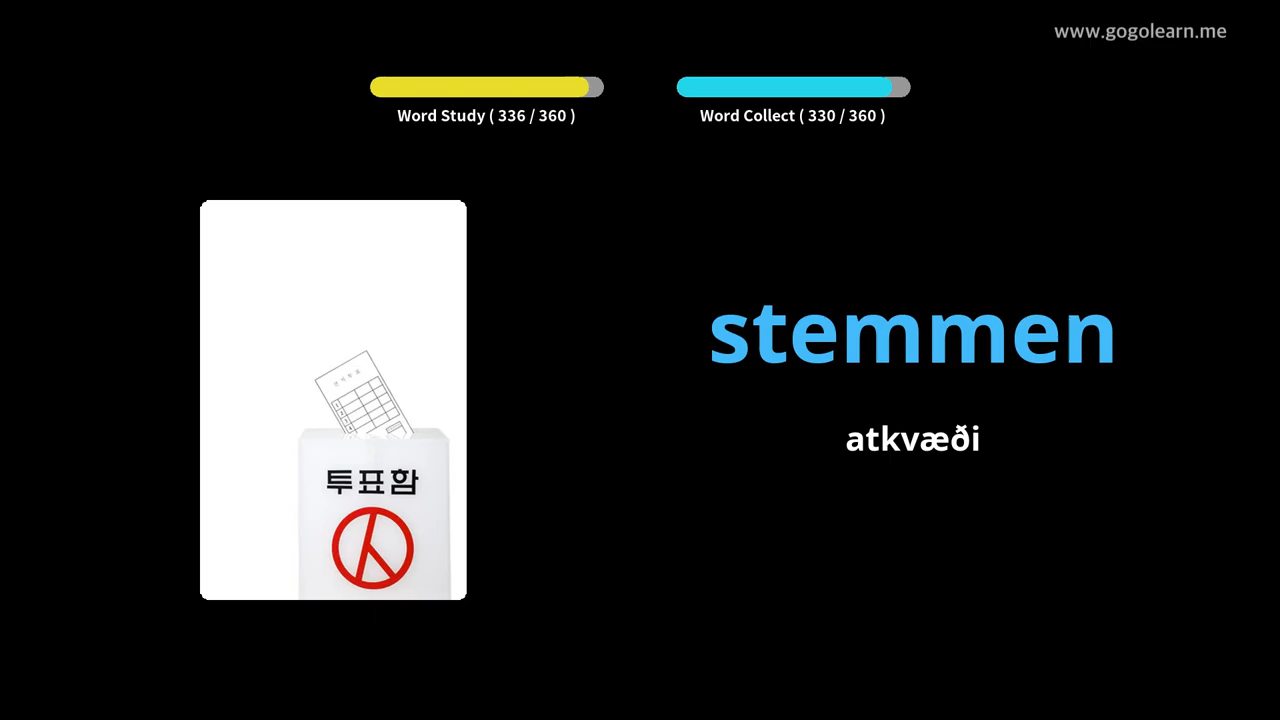 www.gogolearn.me
Word Study ( 336 / 360 )
Word Collect ( 330 / 360 )
stemmen
atkvæði
투표함